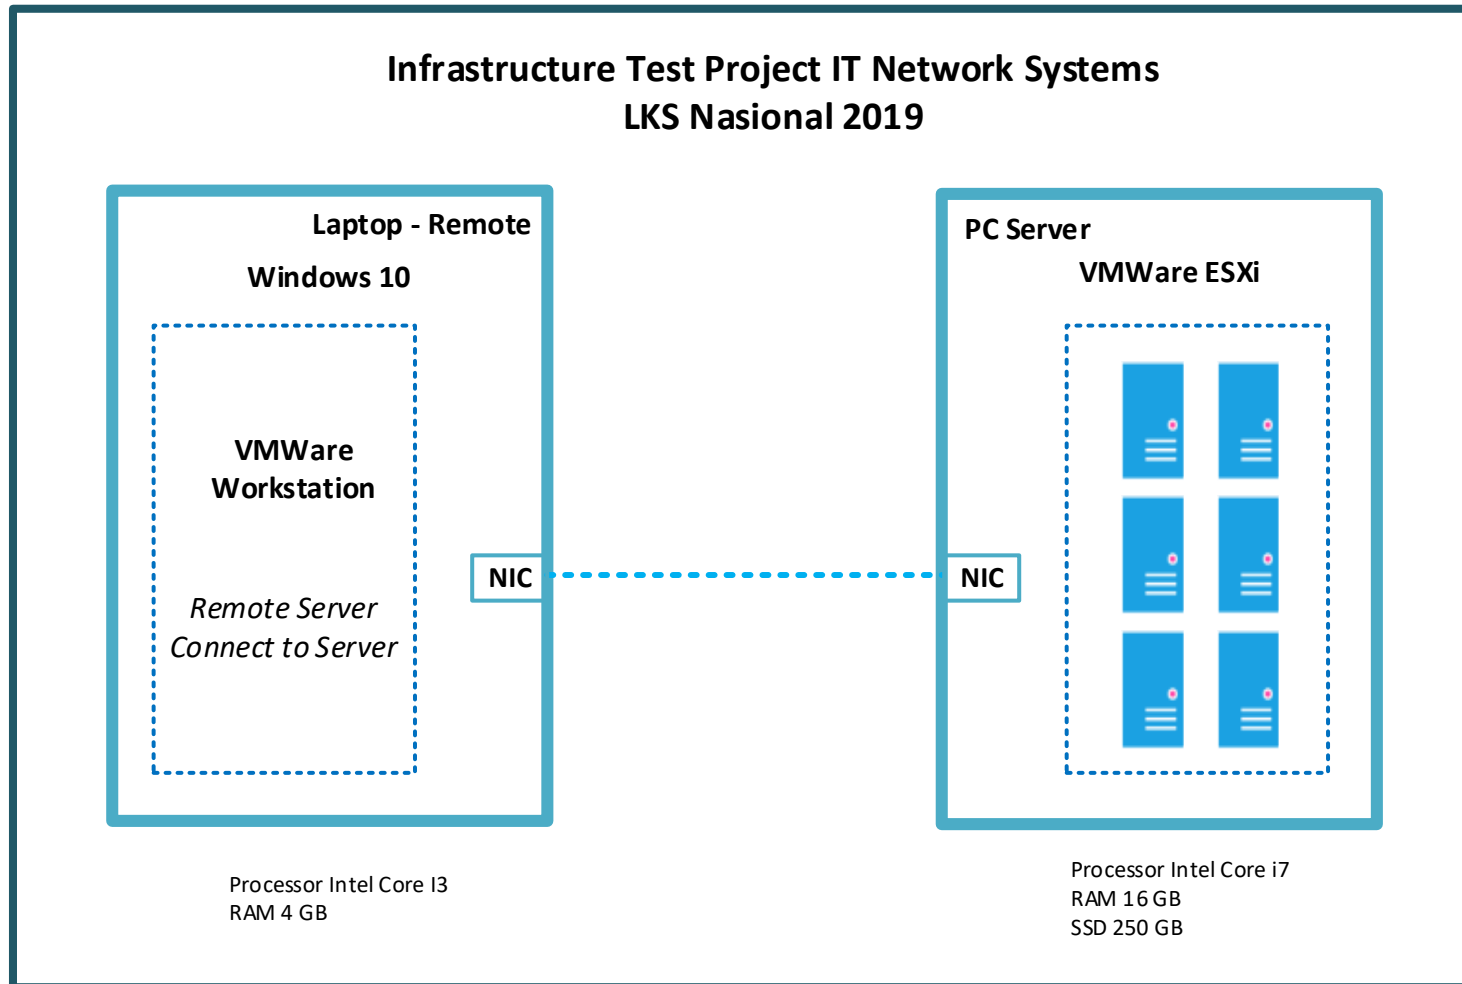 Infrastructure Test Project IT Network Systems
LKS Nasional 2019
Laptop - Remote
Windows 10
VMWare
Workstation
Remote Server
Connect to Server
NIC
Processor Intel Core I3
RAM 4 GB
PC Server
VMWare ESXi
NIC
Processor Intel Core i7
RAM 16 GB
SSD 250 GB